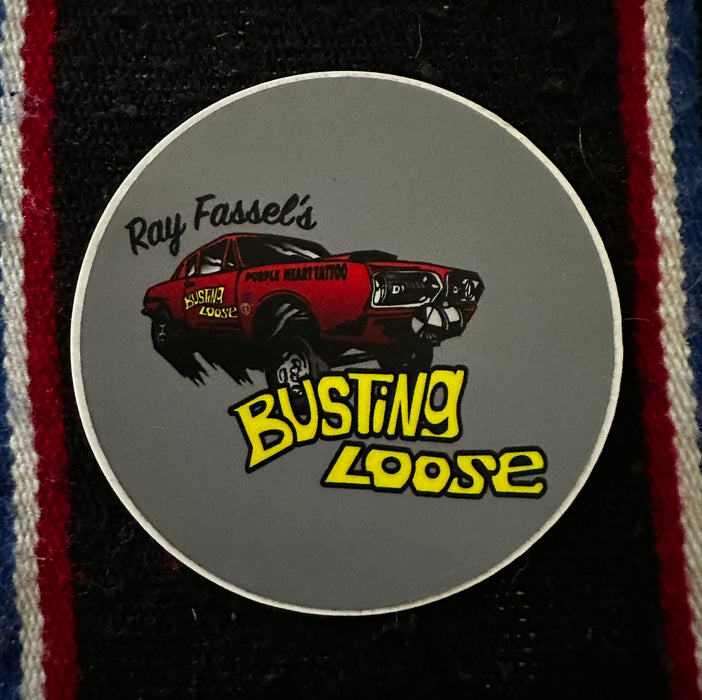 Ray Fassel's
PURPLE HEART TATTOO
BUSTING
LOOSE
BUSTiNg
LOOSe